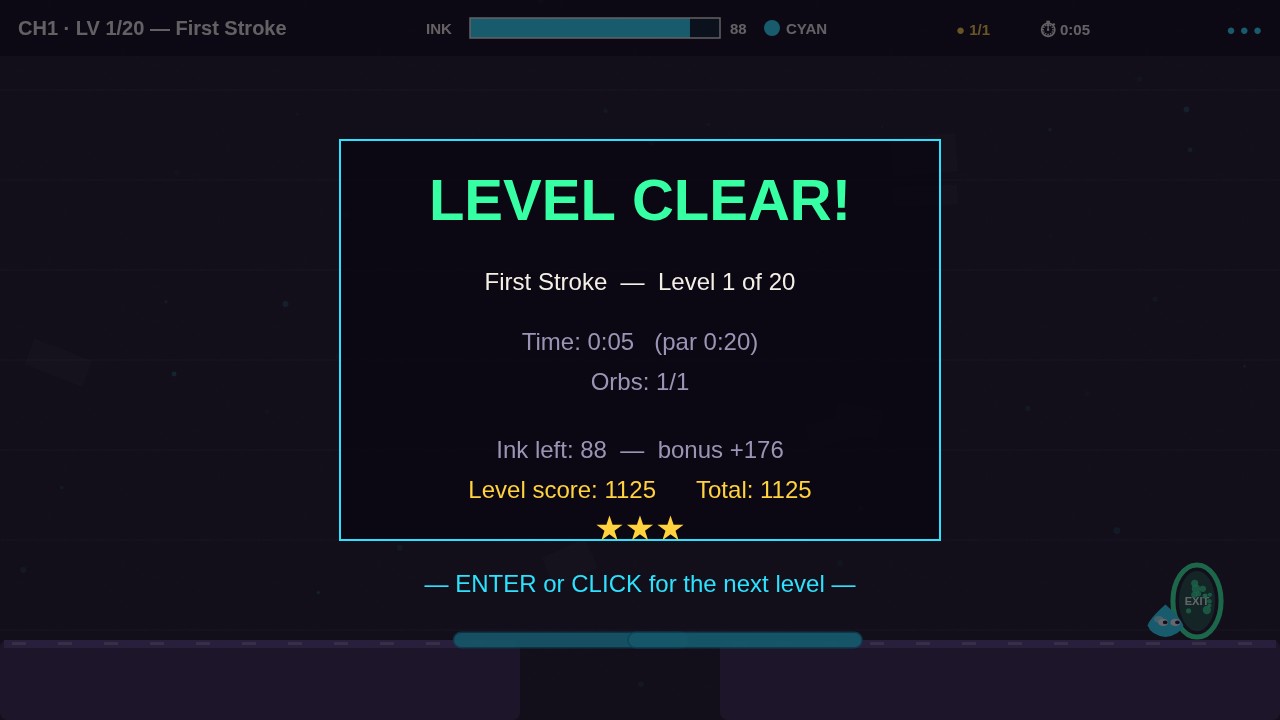 CH1 · LV 1/20 — First Stroke
INK 88 CYAN
● 1/1
⏱ 0:05
LEVEL CLEAR!
First Stroke — Level 1 of 20
Time: 0:05 (par 0:20)
Orbs: 1/1
Ink left: 88 — bonus +176
Level score: 1125 Total: 1125
★★★
— ENTER or CLICK for the next level —
EXIT